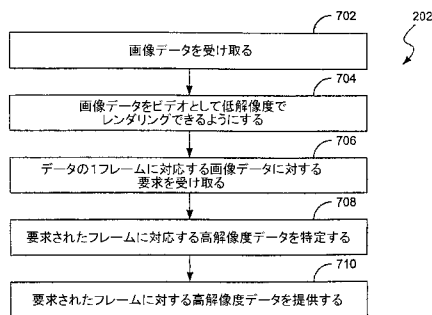 702
202
画像データを受け取る
704
画像データをビデオとして低解像度で
レンダリングできるようにする
706
データの1フレームに対応する画像データに対する
要求を受け取る
708
要求されたフレームに対応する高解像度データを特定する
710
要求されたフレームに対する高解像度データを提供する